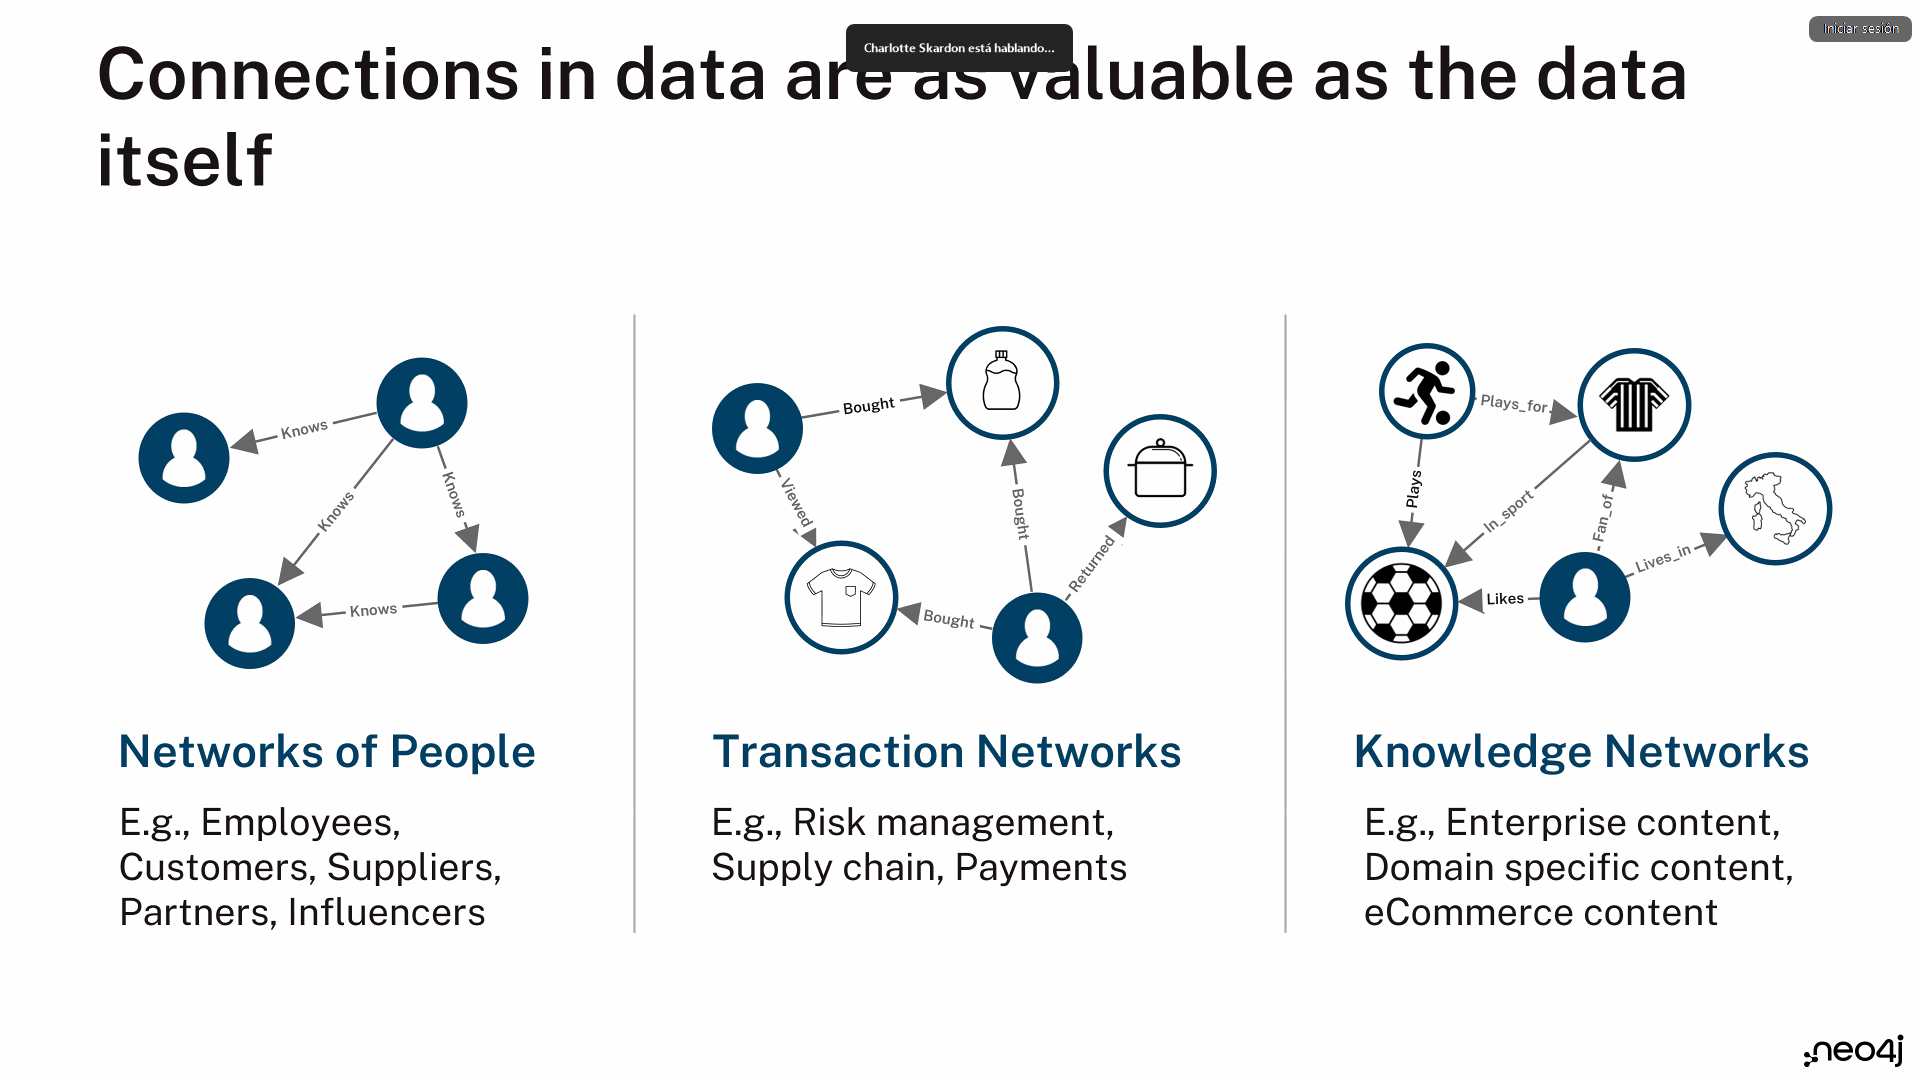 Charlotte Skardon está hablando...
Iniciar sesión
Connections in data are as valuable as the data
itself
Knows
Knows
Knows
Knows
Networks of People
E.g., Employees,
Customers, Suppliers,
Partners, Influencers
Bought
Viewed
Bought
Returned
Bought
Transaction Networks
E.g., Risk management,
Supply chain, Payments
Plays_for
Plays
In_sport
Fan_of
Lives_in
Likes
Knowledge Networks
E.g., Enterprise content,
Domain specific content,
eCommerce content
neo4j